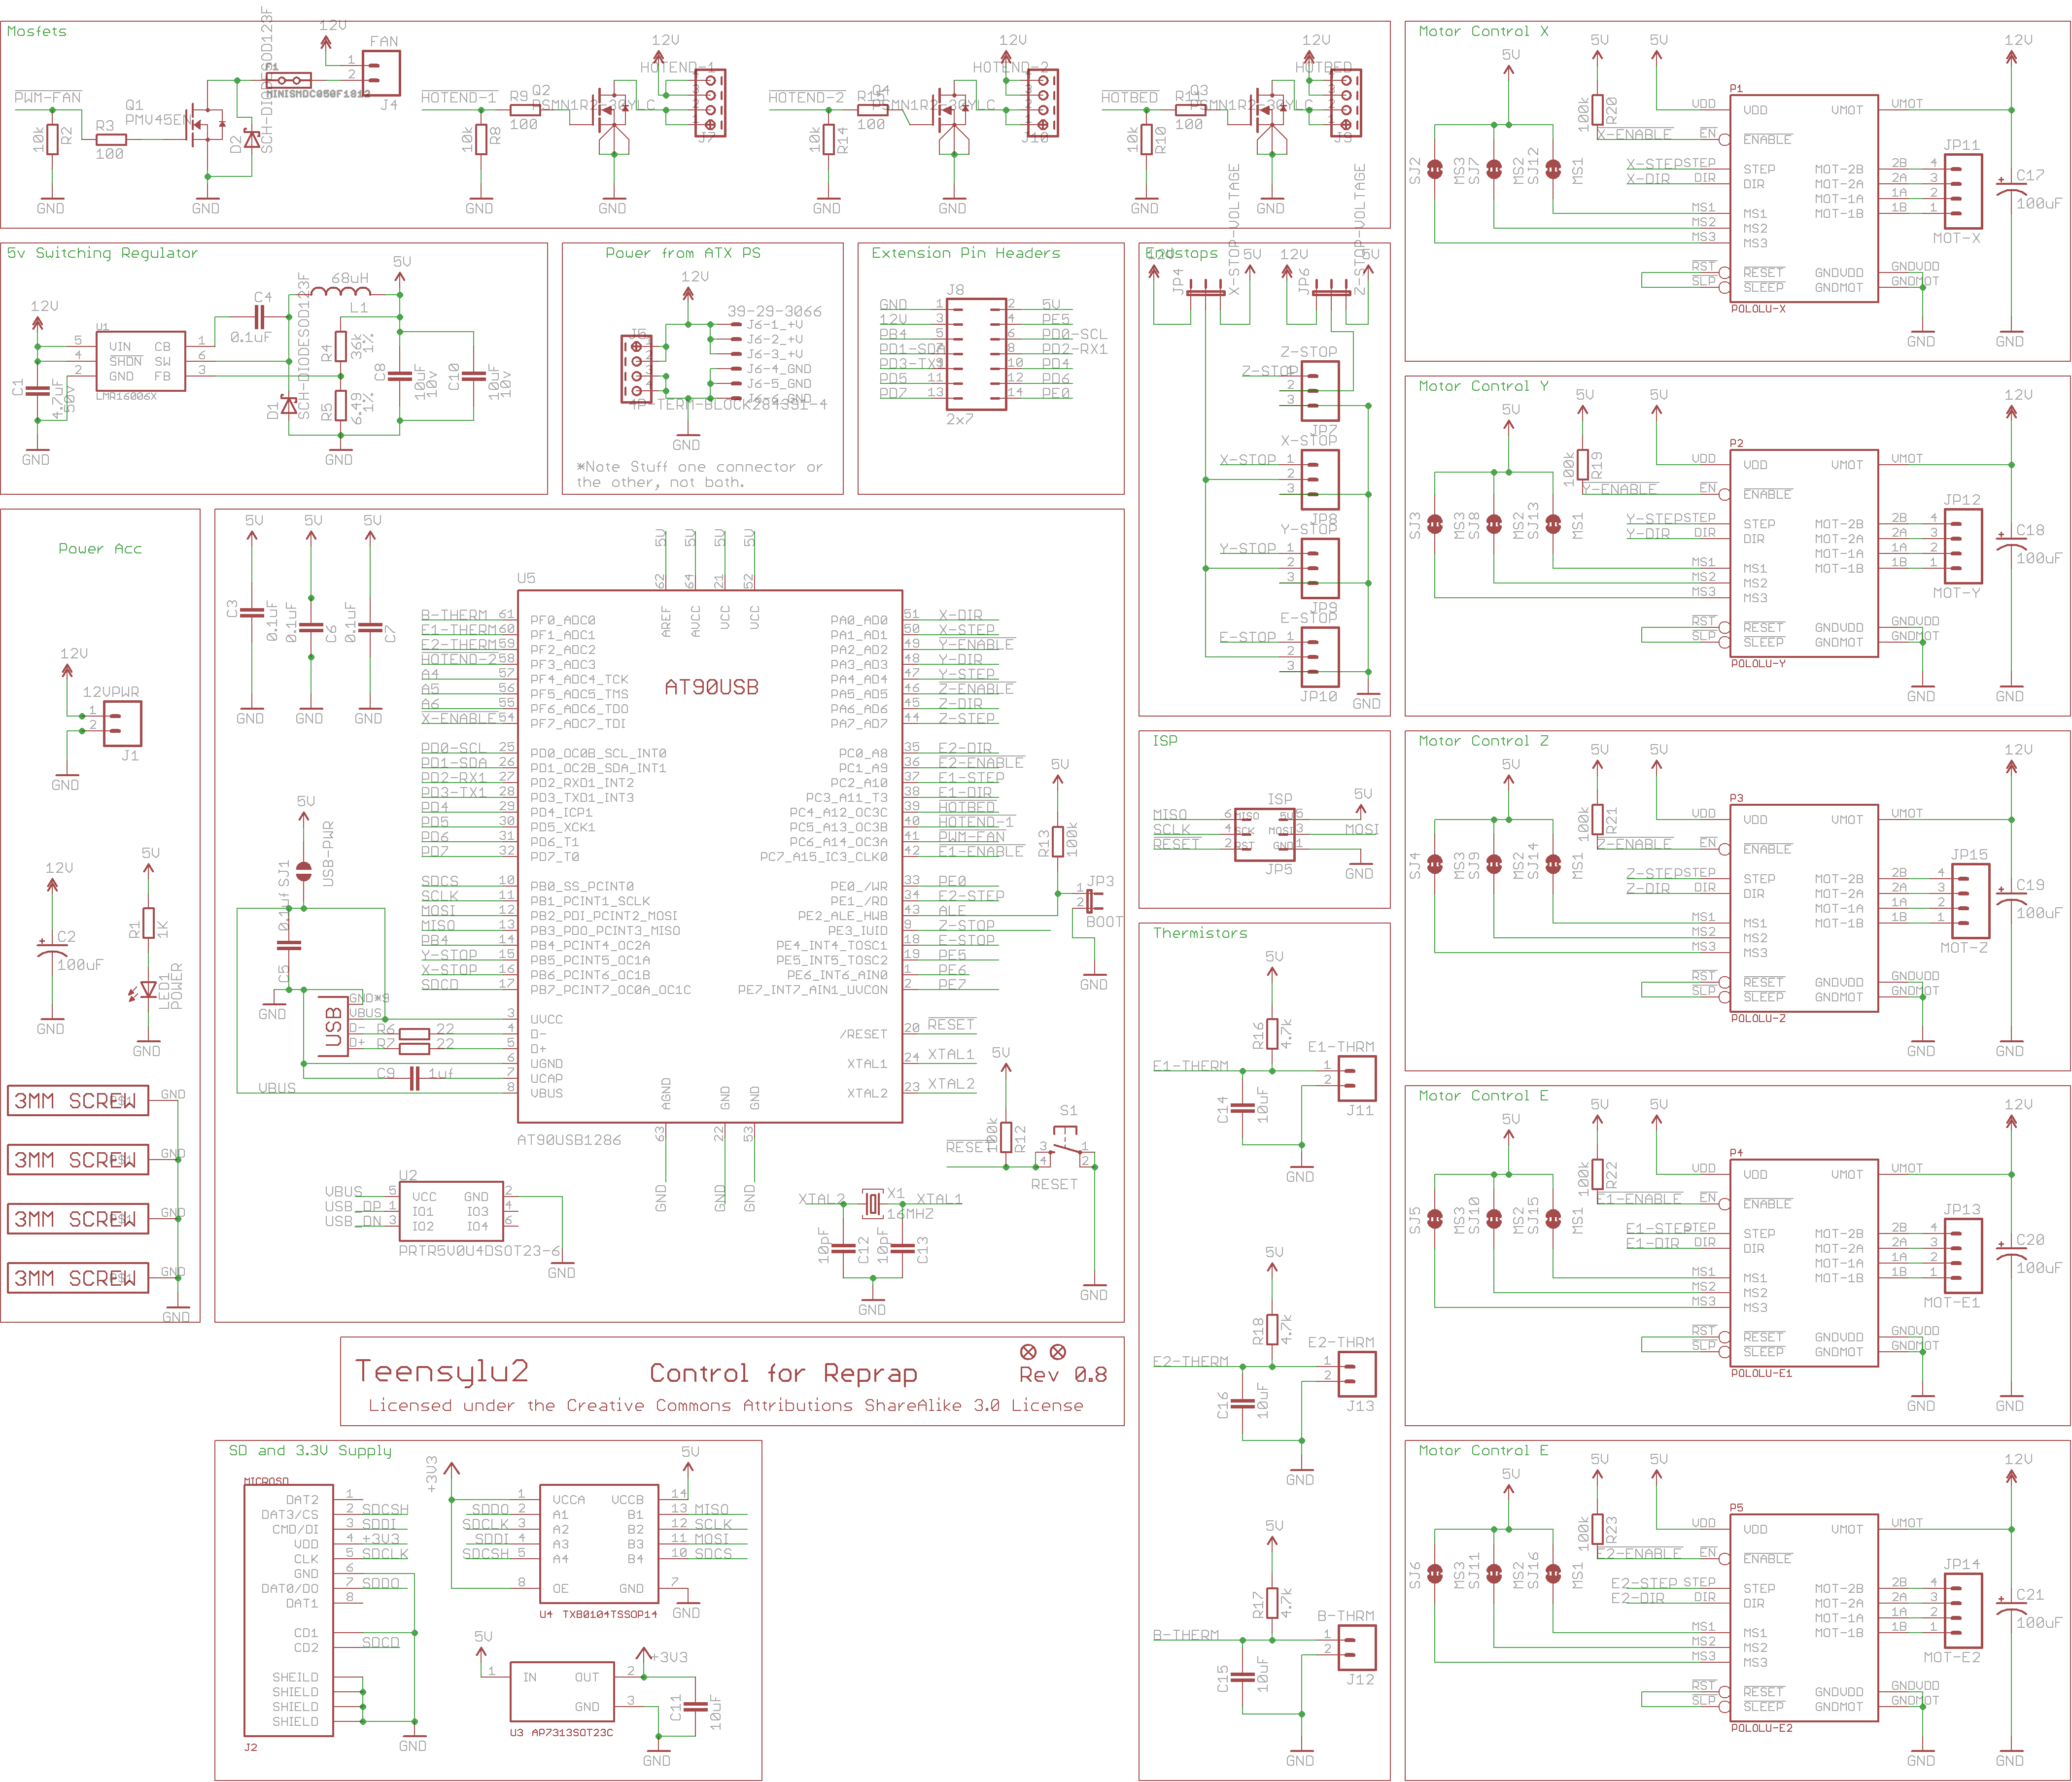 Mosfets
12V
FAN
1
2
J4
F1
MINISMDC050F1812
SCH-DIODESOD123F
D2
PWM-FAN
10k
R2
R3
100
Q1
PMV45EN
GND
GND
HOTEND-1
10k
R8
R9
100
Q2
PSMN1R2-30YLC
12V
HOTEND-1
J7
GND
GND
HOTEND-2
10k
R14
100
Q4
PSMN1R2-30YLC
12V
HOTEND-2
J10
GND
GND
HOTBED
10k
R10
100
Q3
PSMN1R2-30YLC
12V
HOTBED
J9
GND
GND
5v Switching Regulator
12V
C1
4.7uF
50V
GND
U1
5 VIN CB 1
4 SHDN SW 6
2 GND FB 3
LMR16006X
C4
0.1uF
68uH
L1
5V
D1
SCH-DIODESOD123F
R4
36k
1%
R5
6.49
1%
GND
C8
10uF
10v
C10
10uF
10v
Power from ATX PS
12V
39-29-3066
J6-1_+V
J6-2_+V
J6-3_+V
J6-4_GND
J6-5_GND
J6-6_GND
4P-TERM-BLOCK284391-4
GND
*Note Stuff one connector or
the other, not both.
Extension Pin Headers
J8
GND 1 2 5V
12V 3 4 PE5
PB4 5 6 PD0-SCL
PD1-SDA 7 8 PD2-RX1
PD3-TX1 9 10 PD4
PD5 11 12 PD6
PD7 13 14 PE0
2x7
Endstops
12V
JP4
X-STOP-VOLTAGE
5V
12V
JP6
Z-STOP-VOLTAGE
5V
Z-STOP
Z-STOP 1
2
3
JP7
X-STOP
X-STOP 1
2
3
JP8
Y-STOP
Y-STOP 1
2
3
JP9
E-STOP
E-STOP 1
2
3
JP10
GND
Power Acc
12V
12VPWR
1
2
J1
GND
12V
C2
100uF
GND
5V
R1
1K
LED1
POWER
GND
3MM SCREW GND
3MM SCREW GND
3MM SCREW GND
3MM SCREW GND
GND
5V
C3
0.1uF
GND
5V
0.1uF
C6
GND
5V
0.1uF
C7
GND
U5
5V 5V 5V 5V
62 64 21 52
AREF AVCC VCC VCC
AT90USB
B-THERM 61 PF0_ADC0
E1-THERM 60 PF1_ADC1
E2-THERM 59 PF2_ADC2
HOTEND-2 58 PF3_ADC3
A4 57 PF4_ADC4_TCK
A5 56 PF5_ADC5_TMS
A6 55 PF6_ADC6_TDO
X-ENABLE 54 PF7_ADC7_TDI
PD0-SCL 25 PD0_OC0B_SCL_INT0
PD1-SDA 26 PD1_OC2B_SDA_INT1
PD2-RX1 27 PD2_RXD1_INT2
PD3-TX1 28 PD3_TXD1_INT3
PD4 29 PD4_ICP1
PD5 30 PD5_XCK1
PD6 31 PD6_T1
PD7 32 PD7_T0
SDCS 10 PB0_SS_PCINT0
SCLK 11 PB1_PCINT1_SCLK
MOSI 12 PB2_PDI_PCINT2_MOSI
MISO 13 PB3_PDO_PCINT3_MISO
PB4 14 PB4_PCINT4_OC2A
Y-STOP 15 PB5_PCINT5_OC1A
X-STOP 16 PB6_PCINT6_OC1B
SDCD 17 PB7_PCINT7_OC0A_OC1C
3 UVCC
4 D-
5 D+
6 UGND
7 UCAP
8 VBUS
PA0_AD0 51 X-DIR
PA1_AD1 50 X-STEP
PA2_AD2 49 Y-ENABLE
PA3_AD3 48 Y-DIR
PA4_AD4 47 Y-STEP
PA5_AD5 46 Z-ENABLE
PA6_AD6 45 Z-DIR
PA7_AD7 44 Z-STEP
PC0_A8 35 E2-DIR
PC1_A9 36 E2-ENABLE
PC2_A10 37 E1-STEP
PC3_A11_T3 38 E1-DIR
PC4_A12_OC3C 39 HOTBED
PC5_A13_OC3B 40 HOTEND-1
PC6_A14_OC3A 41 PWM-FAN
PC7_A15_IC3_CLK0 42 E1-ENABLE
PE0_/WR 33 PE0
PE1_/RD 34 E2-STEP
PE2_ALE_HWB 43 ALE
PE3_IUID 9 Z-STOP
PE4_INT4_TOSC1 18 E-STOP
PE5_INT5_TOSC2 19 PE5
PE6_INT6_AIN0 1 PE6
PE7_INT7_AIN1_UVCON 2 PE7
/RESET 20 RESET
XTAL1 24 XTAL1
XTAL2 23 XTAL2
AGND GND GND
63 22 53
GND GND GND
AT90USB1286
5V
SJ1
USB-PWR
0.1uf
C5
GND
USB
GND*9
VBUS
D-
D+
R6 22
R7 22
C9 1uf
VBUS
5V
R13
100k
JP3
1
2
BOOT
GND
5V
RESET
100k
R12
S1
3 1
4 2
RESET
GND
U2
VBUS 5 VCC GND 2
USB_DP 1 IO1 IO3 4
USB_DN 3 IO2 IO4 6
PRTR5V0U4DSOT23-6
GND
XTAL2 X1 XTAL1
16MHZ
10pF
C12
10pF
C13
GND
ISP
ISP
MISO 6 MISO 5V 5 5V
SCLK 4 SCK MOSI 3 MOSI
RESET 2 RST GND 1
JP5
GND
Thermistors
5V
R16
4.7k
E1-THERM
E1-THRM
1
2
J11
C14
10uF
GND
5V
R18
4.7k
E2-THERM
E2-THRM
1
2
J13
C16
10uF
GND
5V
R17
4.7k
B-THERM
B-THRM
1
2
J12
C15
10uF
GND
Teensylu2 Control for Reprap Rev 0.8
Licensed under the Creative Commons Attributions ShareAlike 3.0 License
SD and 3.3V Supply
MICROSD
DAT2 1
DAT3/CS 2 SDCSH
CMD/DI 3 SDDI
VDD 4 +3V3
CLK 5 SDCLK
GND 6
DAT0/DO 7 SDDO
DAT1 8
CD1
CD2 SDCD
SHEILD
SHIELD
SHIELD
SHIELD
J2
GND
+3V3
5V
1 VCCA VCCB 14
SDDO 2 A1 B1 13 MISO
SDCLK 3 A2 B2 12 SCLK
SDDI 4 A3 B3 11 MOSI
SDCSH 5 A4 B4 10 SDCS
8 OE GND 7
U4 TXB0104TSSOP14
GND
5V
1 IN OUT 2
GND 3
+3V3
U3 AP7313SOT23C
C11
10uF
GND
Motor Control X
5V 5V 5V 12V
SJ2 MS3 SJ7 MS2 SJ12 MS1
100k
R20
X-ENABLE
X-STEP
X-DIR
P1
VDD VDD VMOT VMOT
EN ENABLE
STEP STEP MOT-2B 2B 4
DIR DIR MOT-2A 2A 3
MOT-1A 1A 2
MS1 MS1 MOT-1B 1B 1
MS2 MS2
MS3 MS3
RST RESET GNDVDD GNDVDD
SLP SLEEP GNDMOT GNDMOT
POLOLU-X
JP11
MOT-X
C17
100uF
GND GND
Motor Control Y
5V 5V 5V 12V
SJ3 MS3 SJ8 MS2 SJ13 MS1
100k
R19
Y-ENABLE
Y-STEP
Y-DIR
P2
VDD VDD VMOT VMOT
EN ENABLE
STEP STEP MOT-2B 2B 4
DIR DIR MOT-2A 2A 3
MOT-1A 1A 2
MS1 MS1 MOT-1B 1B 1
MS2 MS2
MS3 MS3
RST RESET GNDVDD GNDVDD
SLP SLEEP GNDMOT GNDMOT
POLOLU-Y
JP12
MOT-Y
C18
100uF
GND GND
Motor Control Z
5V 5V 5V 12V
SJ4 MS3 SJ9 MS2 SJ14 MS1
100k
R21
Z-ENABLE
Z-STEP
Z-DIR
P3
VDD VDD VMOT VMOT
EN ENABLE
STEP STEP MOT-2B 2B 4
DIR DIR MOT-2A 2A 3
MOT-1A 1A 2
MS1 MS1 MOT-1B 1B 1
MS2 MS2
MS3 MS3
RST RESET GNDVDD GNDVDD
SLP SLEEP GNDMOT GNDMOT
POLOLU-Z
JP15
MOT-Z
C19
100uF
GND GND
Motor Control E
5V 5V 5V 12V
SJ5 MS3 SJ10 MS2 SJ15 MS1
100k
R22
E1-ENABLE
E1-STEP
E1-DIR
P4
VDD VDD VMOT VMOT
EN ENABLE
STEP STEP MOT-2B 2B 4
DIR DIR MOT-2A 2A 3
MOT-1A 1A 2
MS1 MS1 MOT-1B 1B 1
MS2 MS2
MS3 MS3
RST RESET GNDVDD GNDVDD
SLP SLEEP GNDMOT GNDMOT
POLOLU-E1
JP13
MOT-E1
C20
100uF
GND GND
Motor Control E
5V 5V 5V 12V
SJ6 MS3 SJ11 MS2 SJ16 MS1
100k
R23
E2-ENABLE
E2-STEP
E2-DIR
P5
VDD VDD VMOT VMOT
EN ENABLE
STEP STEP MOT-2B 2B 4
DIR DIR MOT-2A 2A 3
MOT-1A 1A 2
MS1 MS1 MOT-1B 1B 1
MS2 MS2
MS3 MS3
RST RESET GNDVDD GNDVDD
SLP SLEEP GNDMOT GNDMOT
POLOLU-E2
JP14
MOT-E2
C21
100uF
GND GND